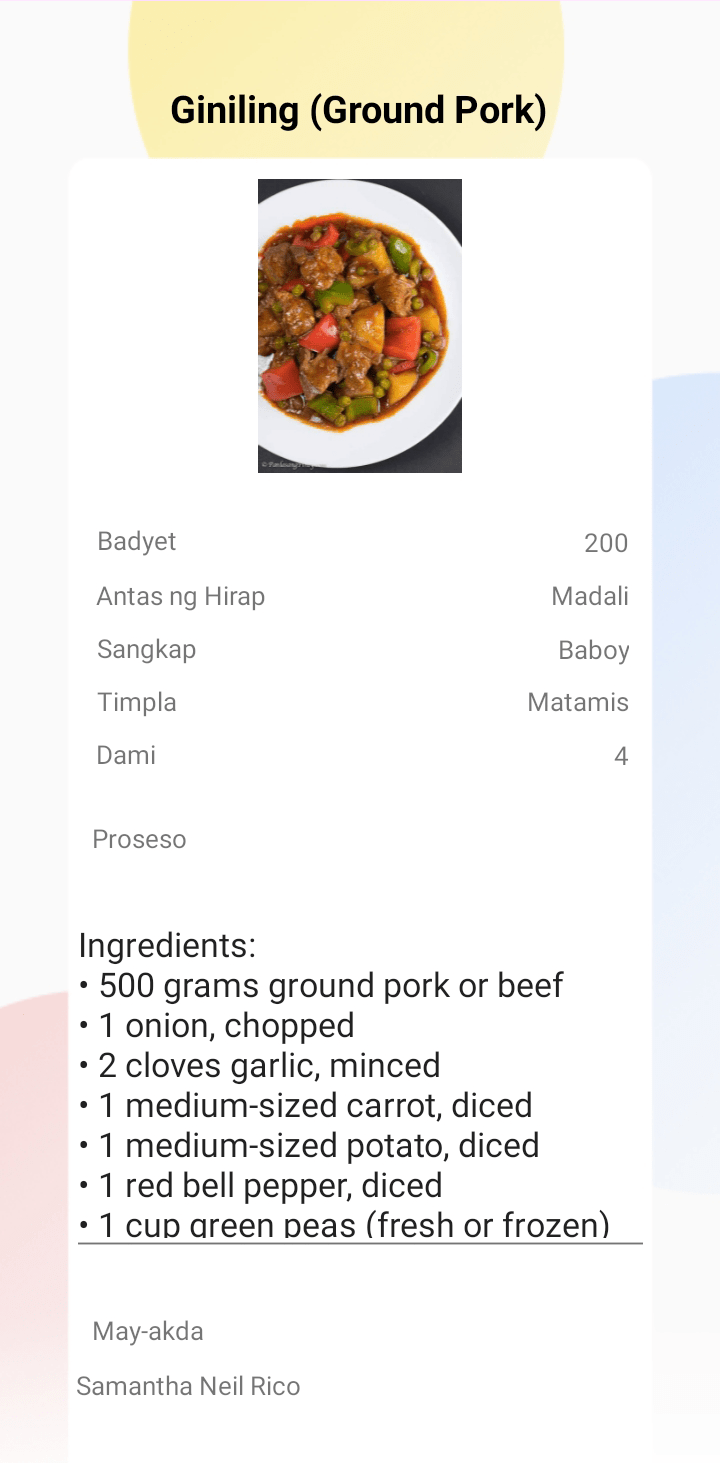 Giniling (Ground Pork)
Badyet 200
Antas ng Hirap Madali
Sangkap Baboy
Timpla Matamis
Dami 4
Proseso
Ingredients:
• 500 grams ground pork or beef
• 1 onion, chopped
• 2 cloves garlic, minced
• 1 medium-sized carrot, diced
• 1 medium-sized potato, diced
• 1 red bell pepper, diced
• 1 cup green peas (fresh or frozen)
May-akda
Samantha Neil Rico